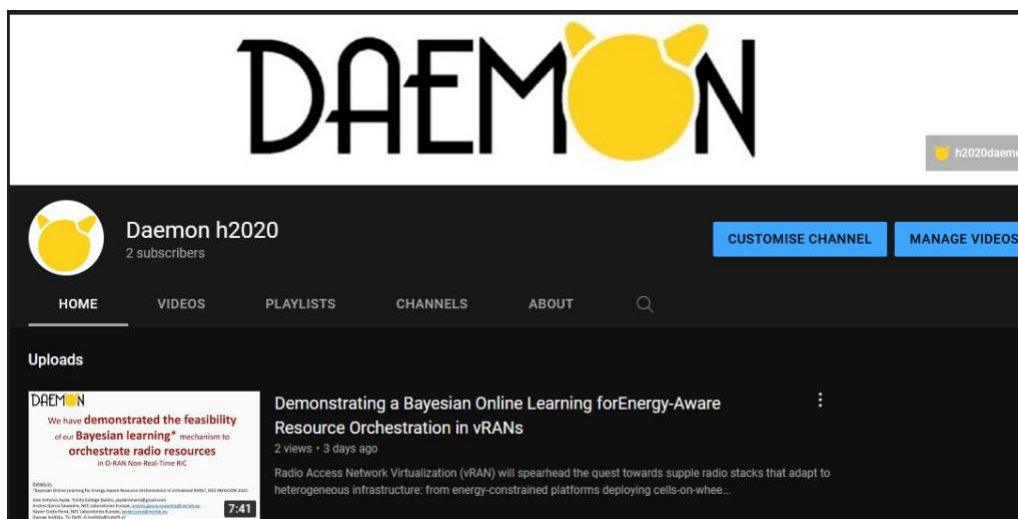 DAEMON
h2020daem
Daemon h2020
2 subscribers
CUSTOMISE CHANNEL
MANAGE VIDEOS
HOME
VIDEOS
PLAYLISTS
CHANNELS
ABOUT
Uploads
DAEMON
We have demonstrated the feasibility
of our Bayesian learning* mechanism to
orchestrate radio resources
in O-RAN Non-Real-Time RIC
7:41
Demonstrating a Bayesian Online Learning forEnergy-Aware
Resource Orchestration in vRANs
2 views • 3 days ago
Radio Access Network Virtualization (vRAN) will spearhead the quest towards supple radio stacks that adapt to
heterogeneous infrastructure: from energy-constrained platforms deploying cells-on-whee...